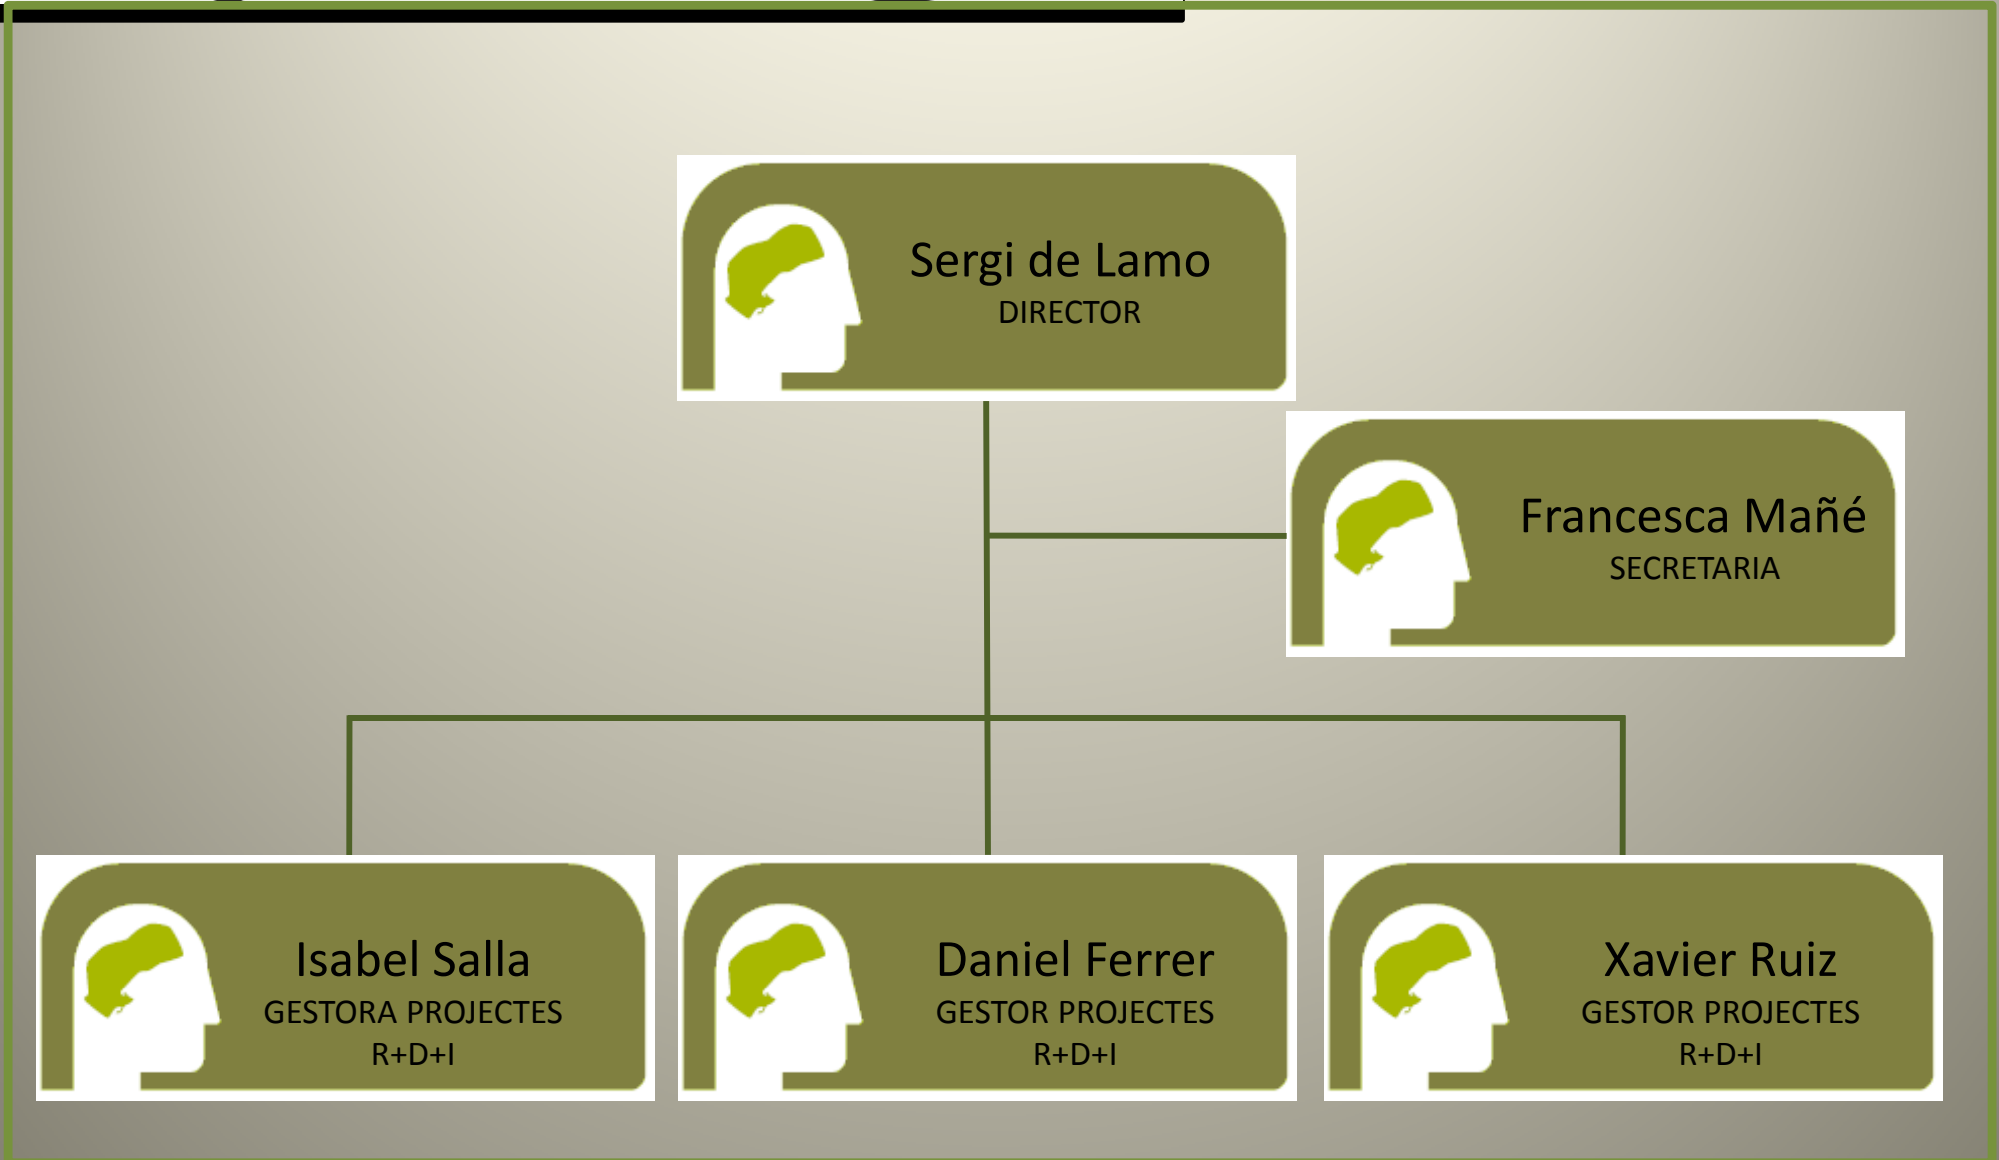 Sergi de Lamo
DIRECTOR
Francesca Mañé
SECRETARIA
Isabel Salla
GESTORA PROJECTES
R+D+I
Daniel Ferrer
GESTOR PROJECTES
R+D+I
Xavier Ruiz
GESTOR PROJECTES
R+D+I